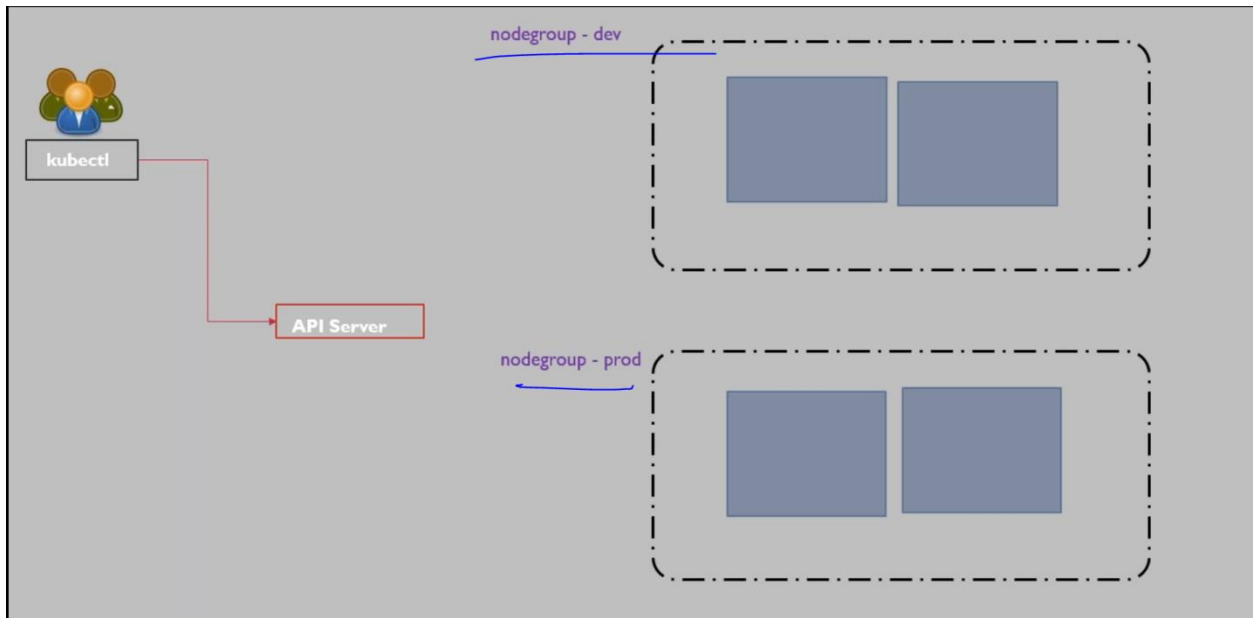 nodegroup - dev
kubectl
API Server
nodegroup - prod